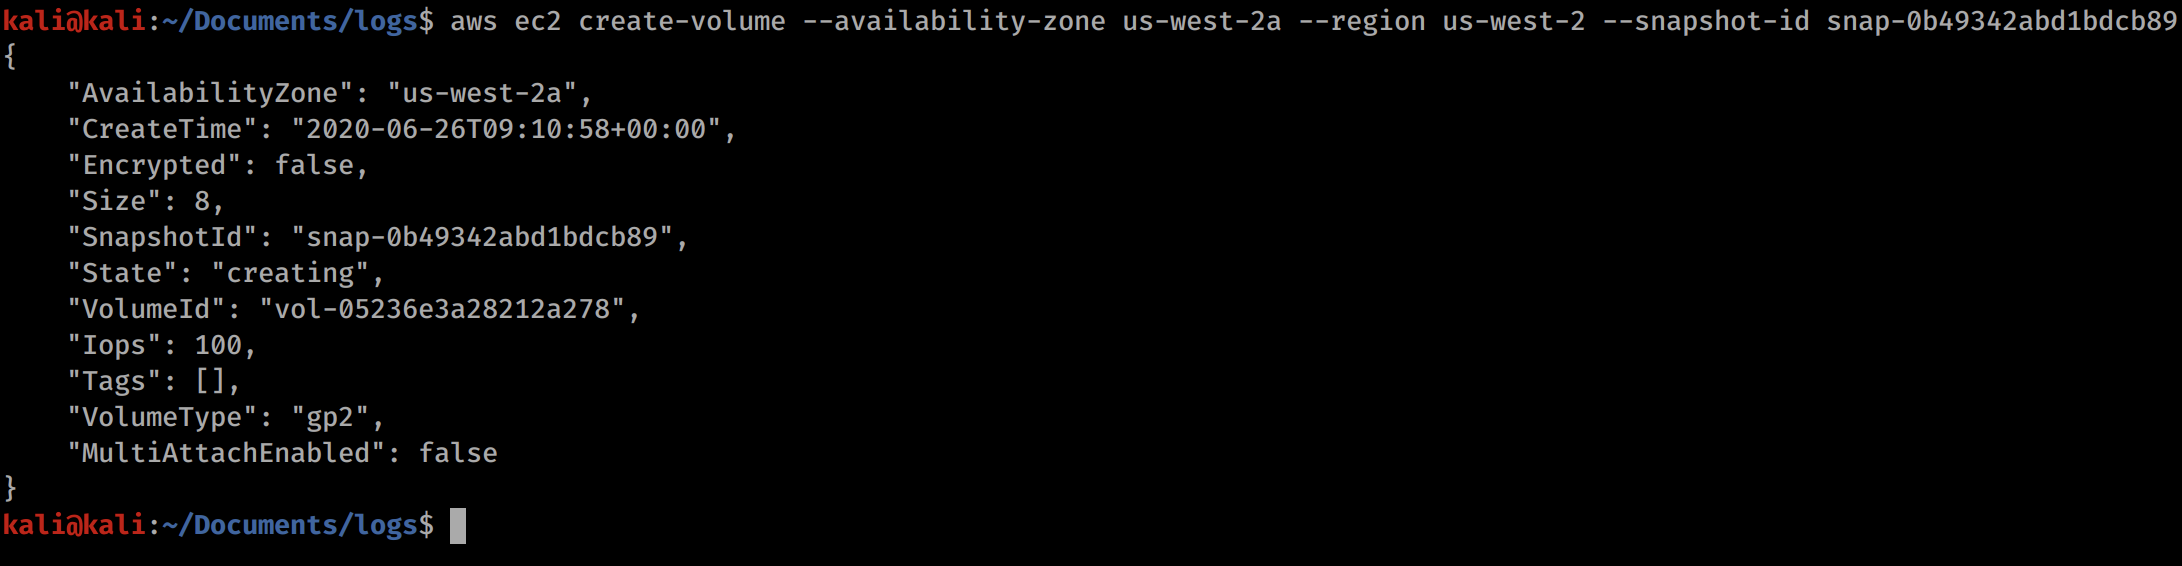 kali@kali:~/Documents/logs$ aws ec2 create-volume --availability-zone us-west-2a --region us-west-2 --snapshot-id snap-0b49342abd1bdcb89
{
    "AvailabilityZone": "us-west-2a",
    "CreateTime": "2020-06-26T09:10:58+00:00",
    "Encrypted": false,
    "Size": 8,
    "SnapshotId": "snap-0b49342abd1bdcb89",
    "State": "creating",
    "VolumeId": "vol-05236e3a28212a278",
    "Iops": 100,
    "Tags": [],
    "VolumeType": "gp2",
    "MultiAttachEnabled": false
}
kali@kali:~/Documents/logs$